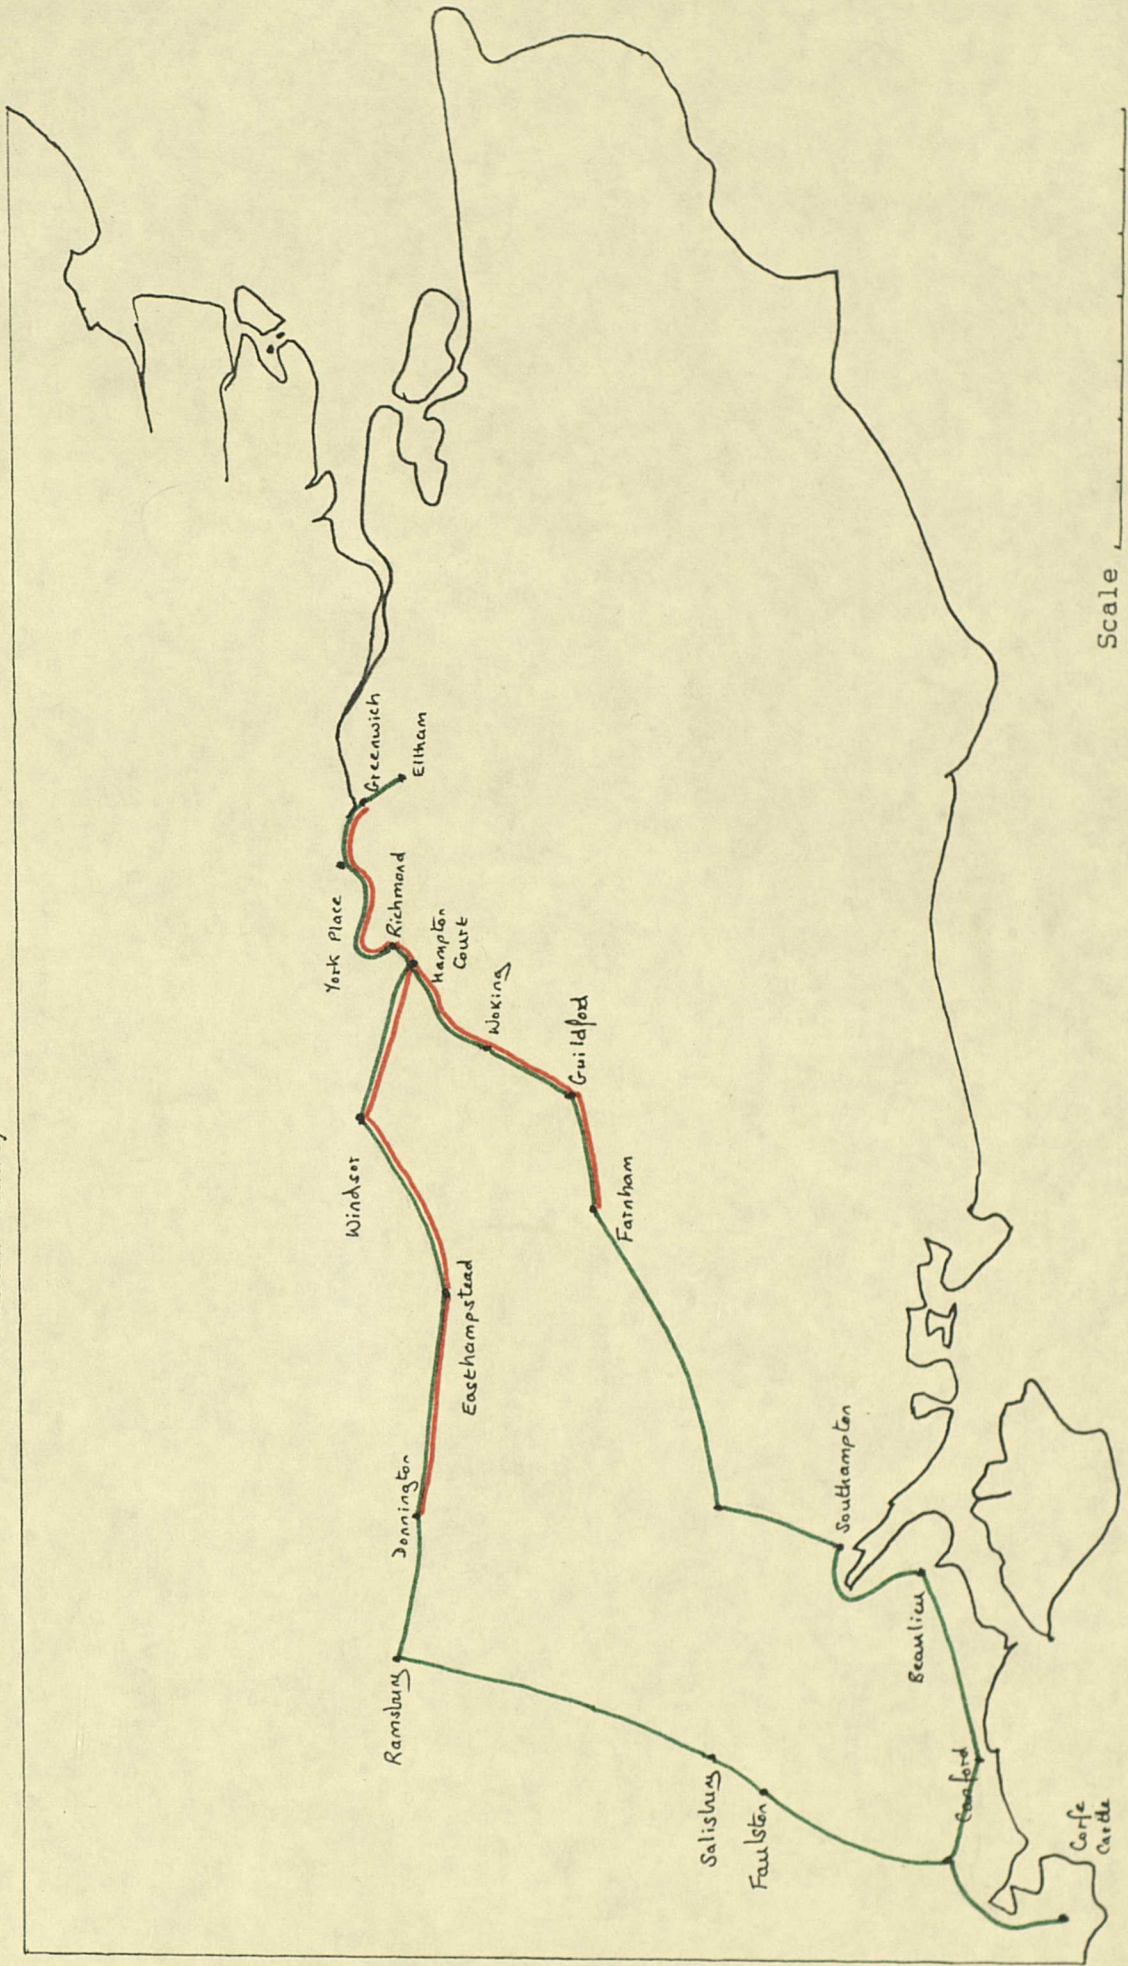 York Place
Greenwich
Eltham
Richmond
Hampton
Court
Woking
Guildford
Windsor
Farnham
Easthampstead
Donnington
Ramsbury
Southampton
Beaulieu
Salisbury
Faulston
Canford
Corfe
Castle
Scale